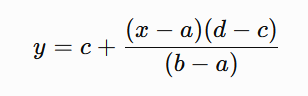 y = c + \frac{(x − a)(d − c)}{(b − a)}